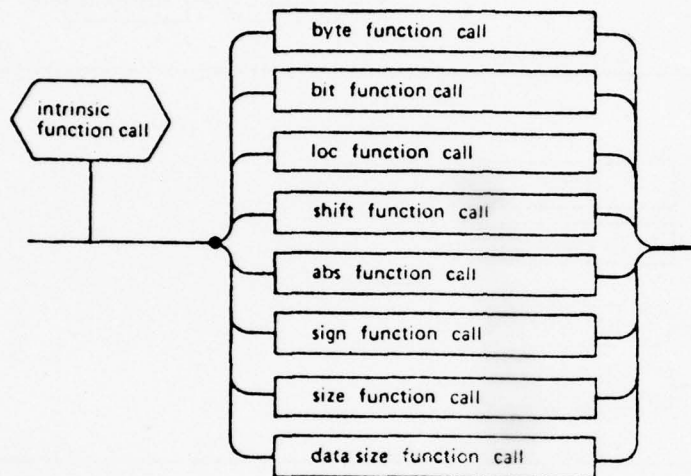 intrinsic
function call
byte function call
bit function call
loc function call
shift function call
abs function call
sign function call
size function call
data size function call